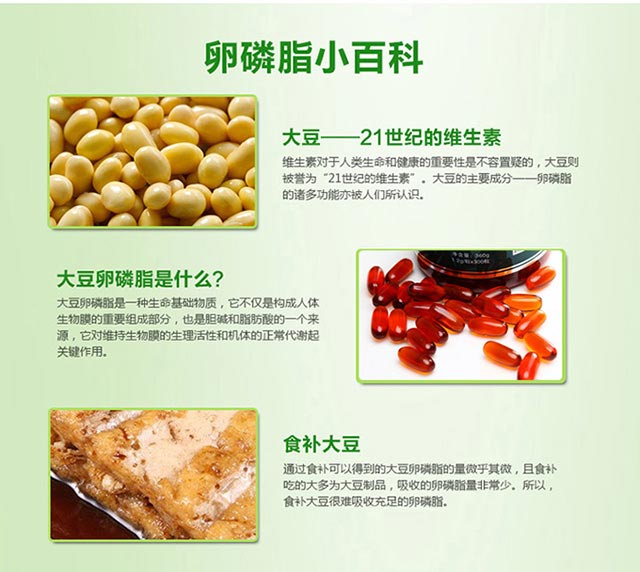 卵磷脂小百科
大豆——21世纪的维生素
维生素对于人类生命和健康的重要性是不容置疑的，大豆则
被誉为“21世纪的维生素”。大豆的主要成分——卵磷脂
的诸多功能亦被人们所认识。
大豆卵磷脂是什么?
大豆卵磷脂是一种生命基础物质，它不仅是构成人体
生物膜的重要组成部分，也是胆碱和脂肪酸的一个来
源，它对维持生物膜的生理活性和机体的正常代谢起
关键作用。
食补大豆
通过食补可以得到的大豆卵磷脂的量微乎其微，且食补
吃的大多为大豆制品，吸收的卵磷脂量非常少。所以，
食补大豆很难吸收充足的卵磷脂。